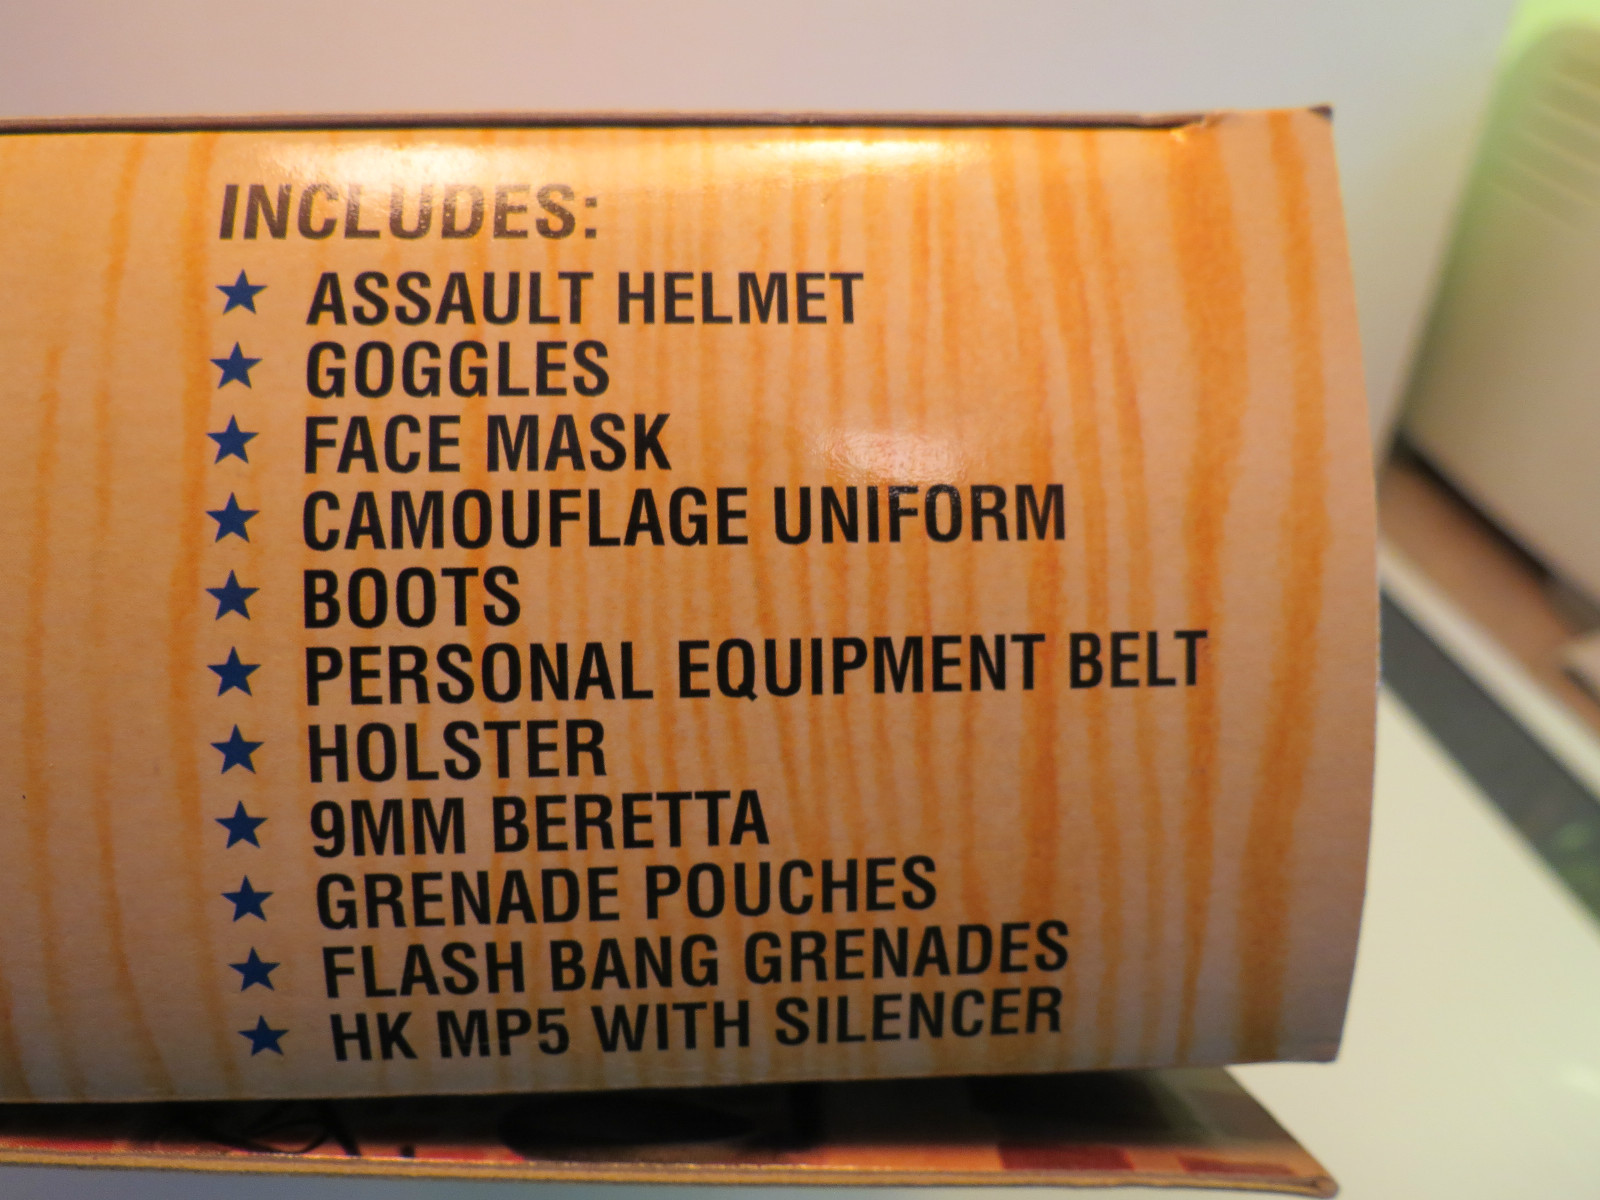 INCLUDES:
★ ASSAULT HELMET
★ GOGGLES
★ FACE MASK
★ CAMOUFLAGE UNIFORM
★ BOOTS
★ PERSONAL EQUIPMENT BELT
★ HOLSTER
★ 9MM BERETTA
★ GRENADE POUCHES
★ FLASH BANG GRENADES
★ HK MP5 WITH SILENCER